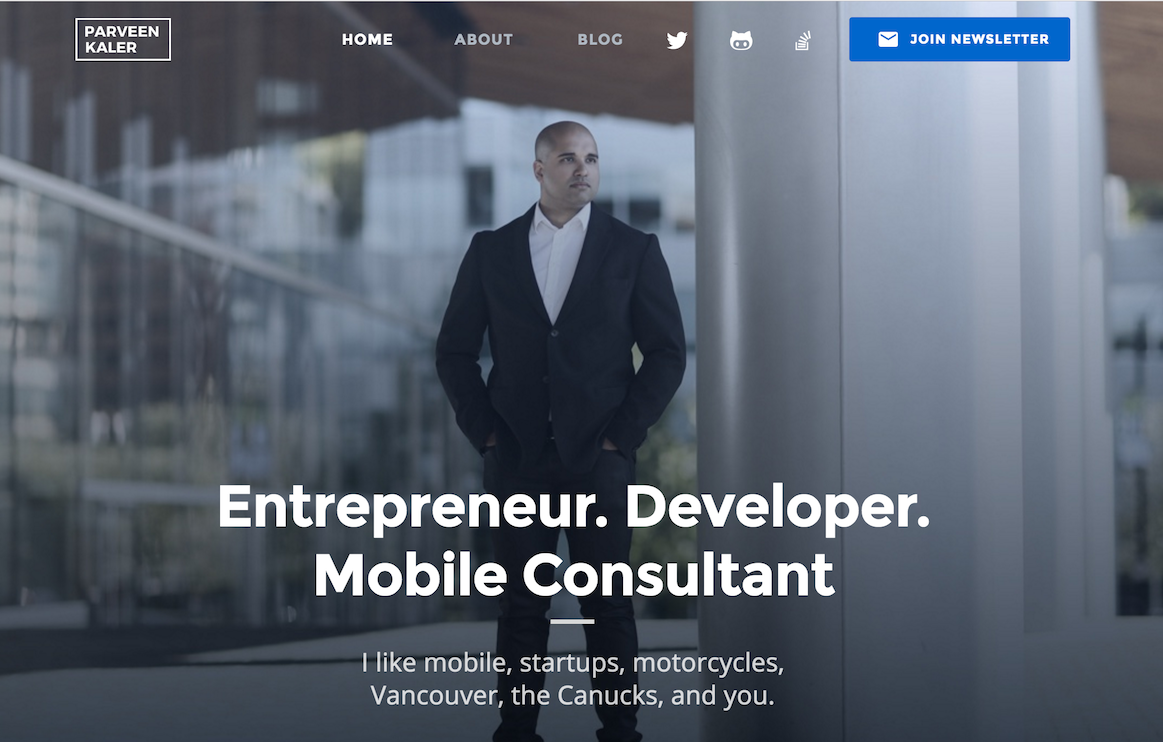 PARVEEN
KALER
HOME ABOUT BLOG JOIN NEWSLETTER
Entrepreneur. Developer.
Mobile Consultant
I like mobile, startups, motorcycles,
Vancouver, the Canucks, and you.